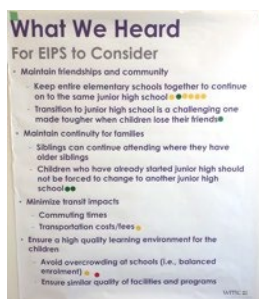 What We Heard
For EIPS to Consider
• Maintain friendships and community
- Keep entire elementary schools together to continue
on to the same junior high school
- Transition to junior high school is a challenging one
made tougher when children lose their friends
• Maintain continuity for families
- Siblings can continue attending where they have
older siblings
- Children who have already started junior high should
not be forced to change to another junior high
school
• Minimize transit impacts
- Commuting times
- Transportation costs/fees
• Ensure a high quality learning environment for the
children
- Avoid overcrowding at schools (i.e., balanced
enrolment)
- Ensure similar quality of facilities and programs